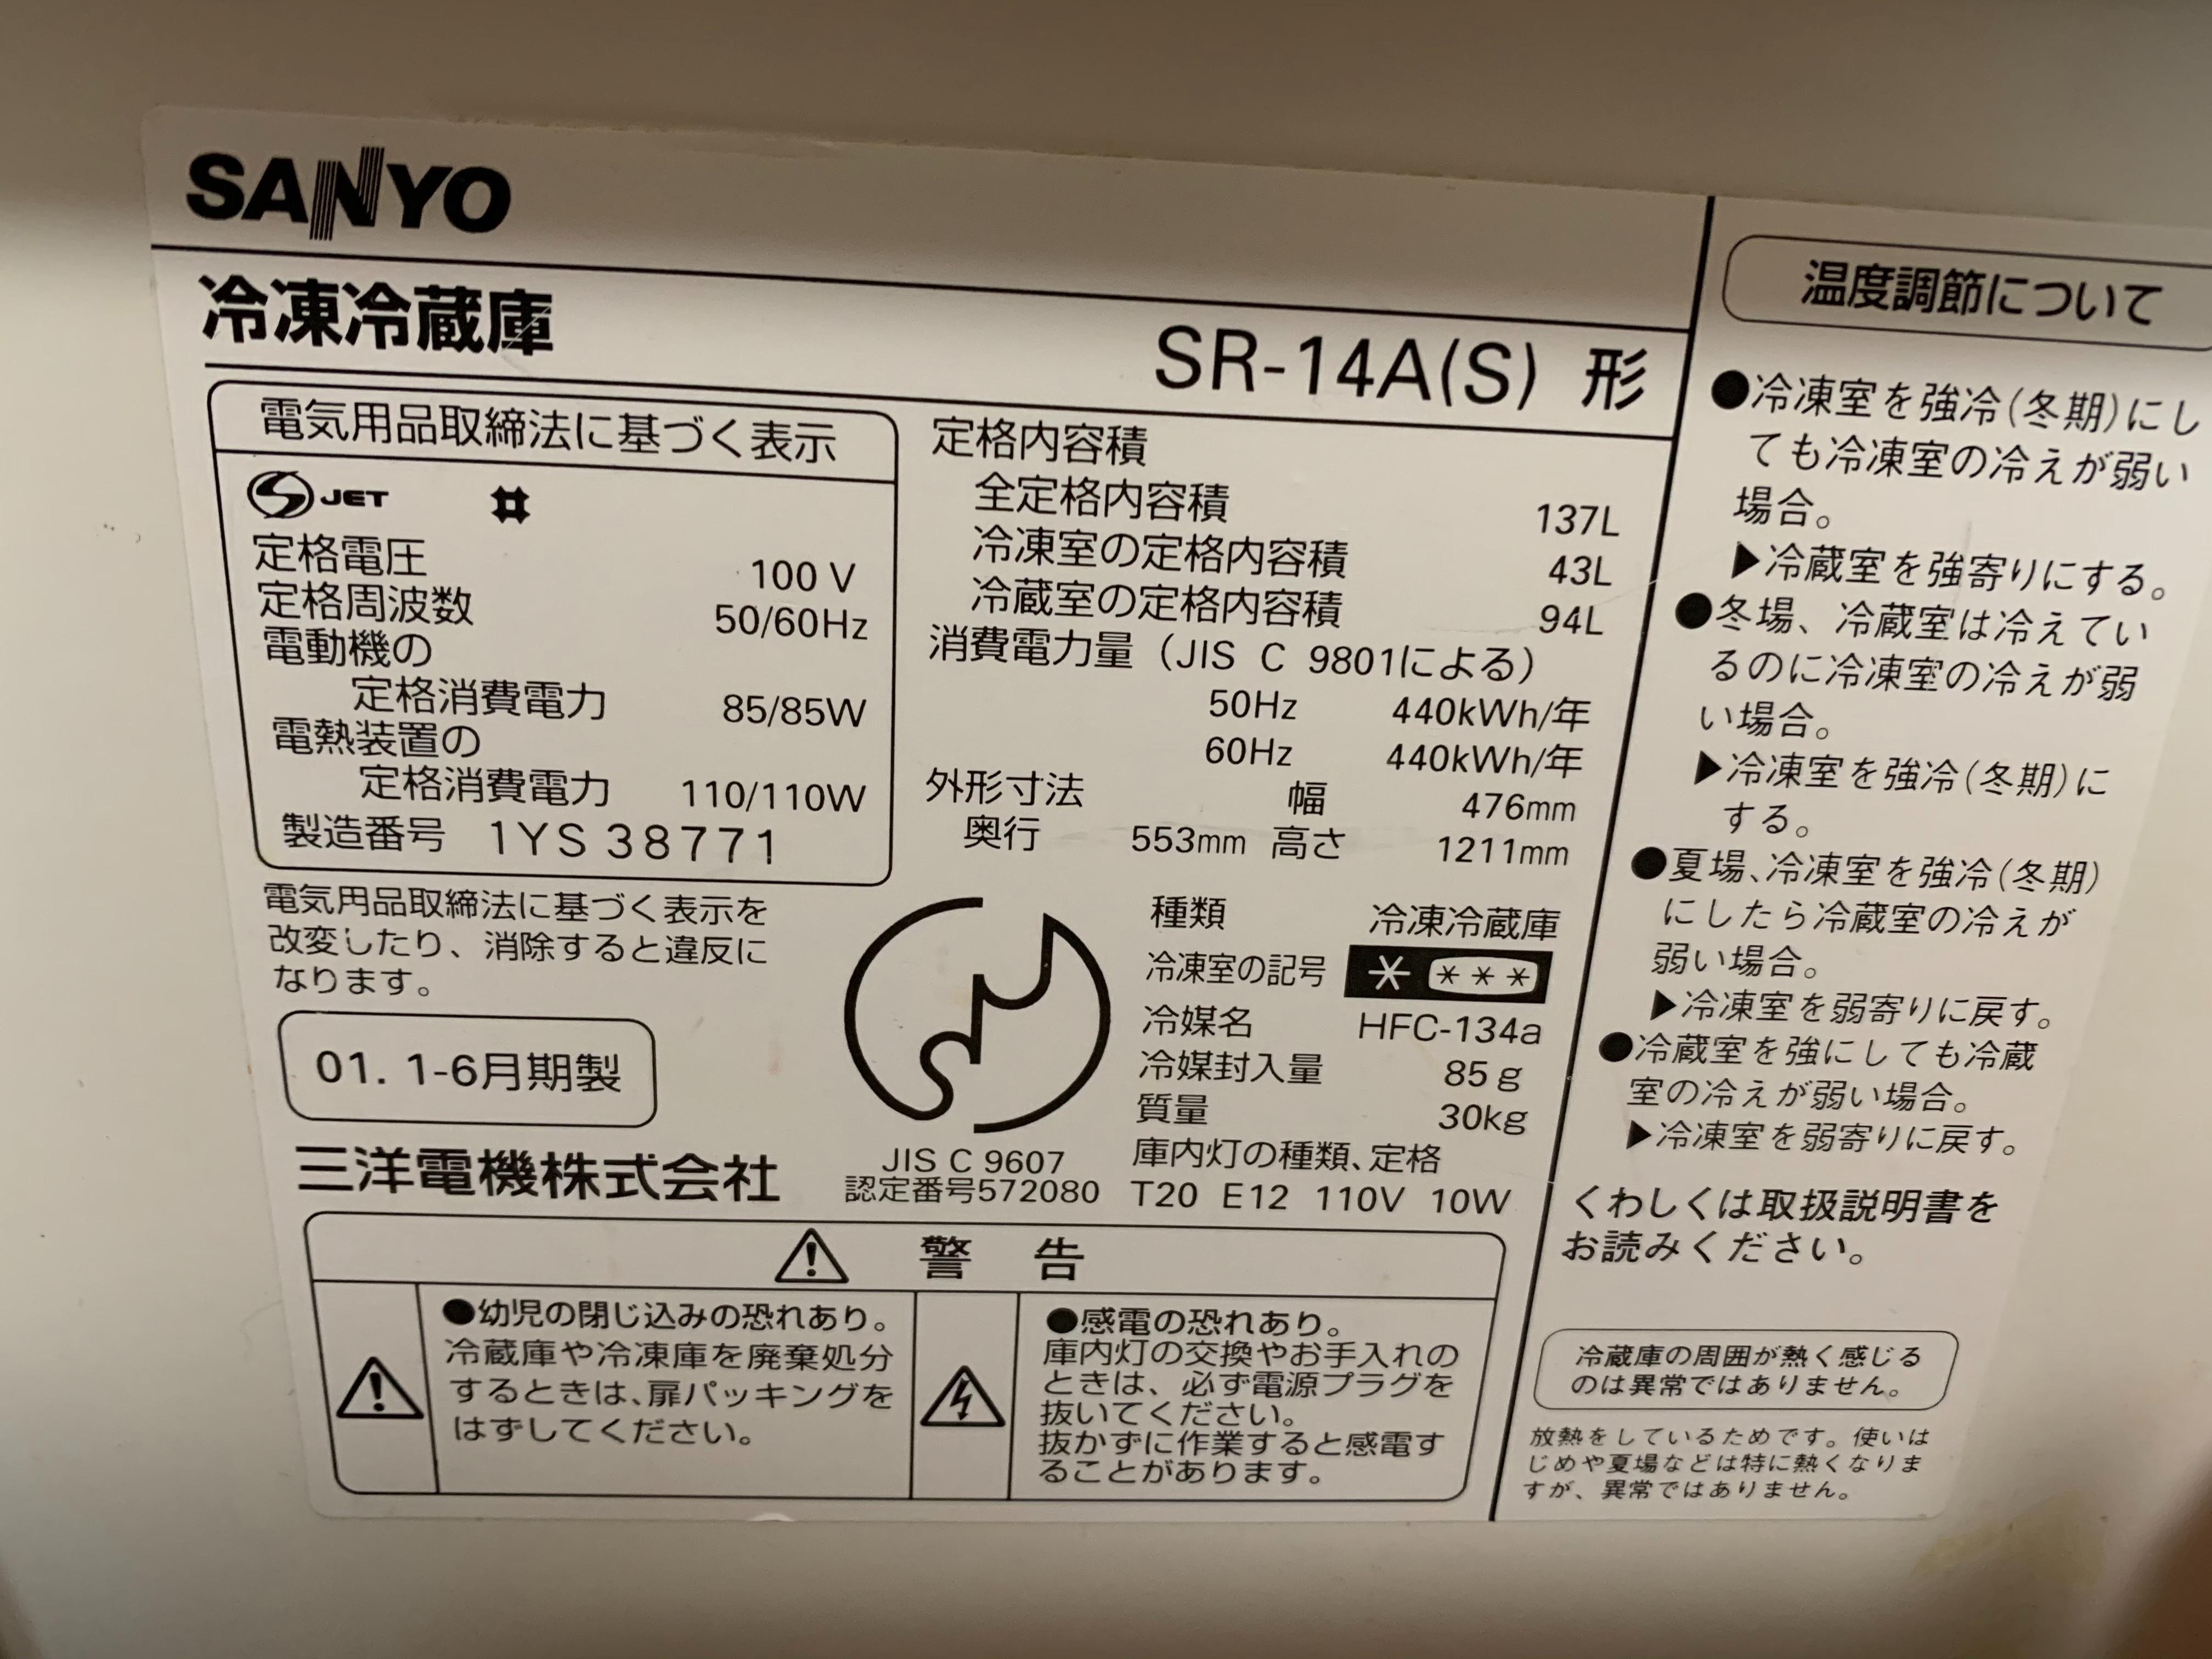 SANYO
冷凍冷蔵庫
SR-14A(S) 形
電気用品取締法に基づく表示
JET
定格電圧 100 V
定格周波数 50/60Hz
電動機の
定格消費電力 85/85W
電熱装置の
定格消費電力 110/110W
製造番号 1YS38771
電気用品取締法に基づく表示を
改変したり、消除すると違反に
なります。
01. 1-6月期製
三洋電機株式会社
定格内容積
全定格内容積 137L
冷凍室の定格内容積 43L
冷蔵室の定格内容積 94L
消費電力量（JIS C 9801による）
50Hz 440kWh/年
60Hz 440kWh/年
外形寸法 幅 476mm
奥行 553mm 高さ 1211mm
JIS C 9607
認定番号572080
種類 冷凍冷蔵庫
冷凍室の記号 * ***
冷媒名 HFC-134a
冷媒封入量 85g
質量 30kg
庫内灯の種類、定格
T20 E12 110V 10W
警告
●幼児の閉じ込みの恐れあり。
冷蔵庫や冷凍庫を廃棄処分
するときは、扉パッキングを
はずしてください。
●感電の恐れあり。
庫内灯の交換やお手入れの
ときは、必ず電源プラグを
抜いてください。
抜かずに作業すると感電す
ることがあります。
温度調節について
●冷凍室を強冷(冬期)にし
ても冷凍室の冷えが弱い
場合。
▶冷蔵室を強寄りにする。
●冬場、冷蔵室は冷えてい
るのに冷凍室の冷えが弱
い場合。
▶冷凍室を強冷(冬期)に
する。
●夏場、冷凍室を強冷(冬期)
にしたら冷蔵室の冷えが
弱い場合。
▶冷凍室を弱寄りに戻す。
●冷蔵室を強にしても冷蔵
室の冷えが弱い場合。
▶冷凍室を弱寄りに戻す。
くわしくは取扱説明書を
お読みください。
冷蔵庫の周囲が熱く感じる
のは異常ではありません。
放熱をしているためです。使いは
じめや夏場などは特に熱くなりま
すが、異常ではありません。